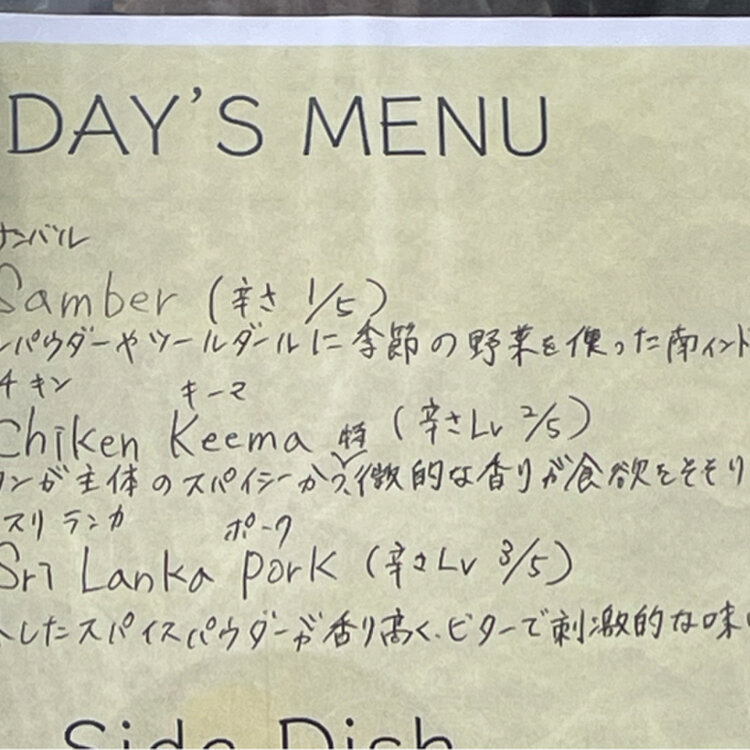 DAY'S MENU
サンバル
Samber (辛さ 1/5)
パウダーやツールダールに季節の野菜を使った南インド
チキン キーマ
Chiken Keema (辛さLv 2/5)
特
ンが主体のスパイシーかつ、徴的な香りが食欲をそそり
スリランカ ポーク
Sri Lanka pork (辛さLv 3/5)
したスパイスパウダーが香り高く、ビターで刺激的な味
Side Dish